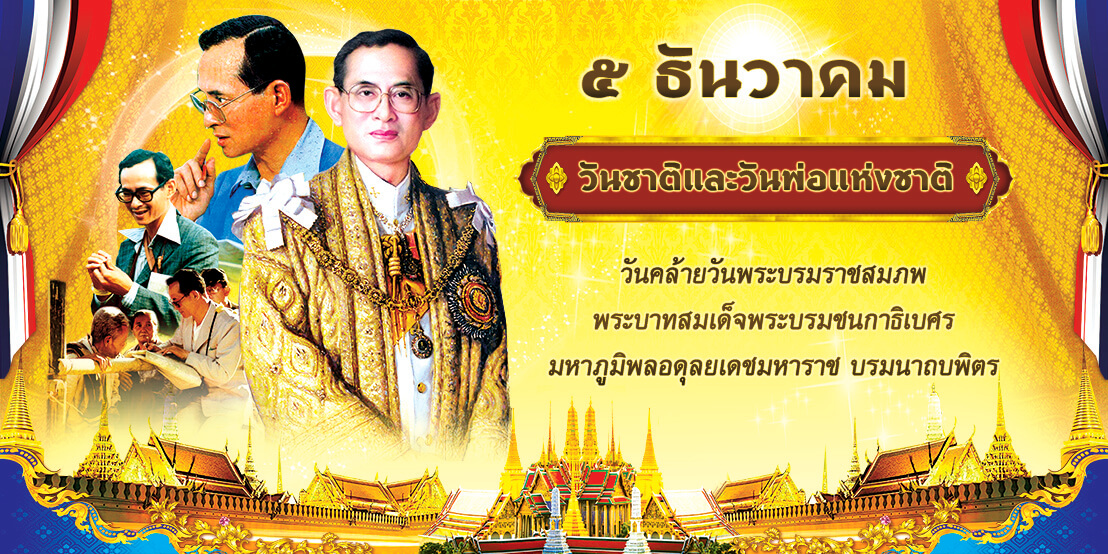 ๕ ธันวาคม
วันชาติและวันพ่อแห่งชาติ
วันคล้ายวันพระบรมราชสมภพ
พระบาทสมเด็จพระบรมชนกาธิเบศร
มหาภูมิพลอดุลยเดชมหาราช บรมนาถบพิตร